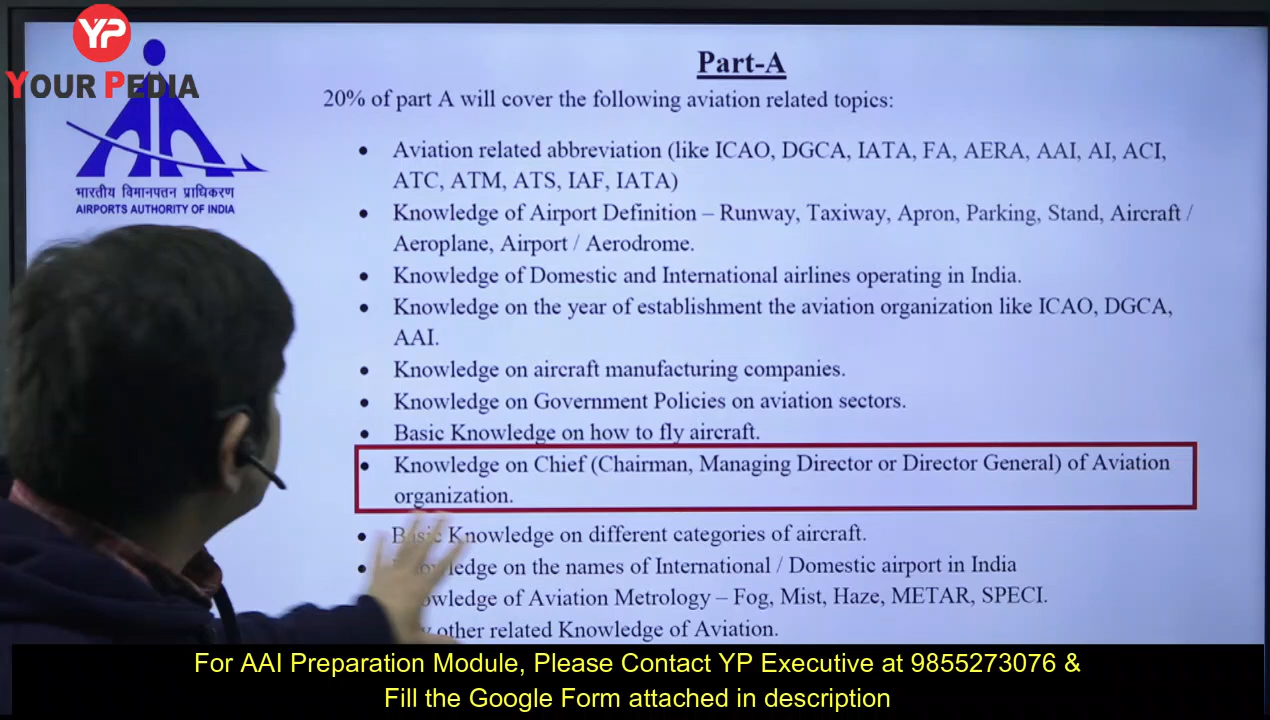 YP
YOUR PEDIA
भारतीय विमानपत्तन प्राधिकरण
AIRPORTS AUTHORITY OF INDIA
Part-A
20% of part A will cover the following aviation related topics:
• Aviation related abbreviation (like ICAO, DGCA, IATA, FA, AERA, AAI, AI, ACI,
ATC, ATM, ATS, IAF, IATA)
• Knowledge of Airport Definition – Runway, Taxiway, Apron, Parking, Stand, Aircraft /
Aeroplane, Airport / Aerodrome.
• Knowledge of Domestic and International airlines operating in India.
• Knowledge on the year of establishment the aviation organization like ICAO, DGCA,
AAI.
• Knowledge on aircraft manufacturing companies.
• Knowledge on Government Policies on aviation sectors.
• Basic Knowledge on how to fly aircraft.
• Knowledge on Chief (Chairman, Managing Director or Director General) of Aviation
organization.
• Basic Knowledge on different categories of aircraft.
• on the names of International / Domestic airport in India
of Aviation Metrology – Fog, Mist, Haze, METAR, SPECI.
other related Knowledge of Aviation.
For AAI Preparation Module, Please Contact YP Executive at 9855273076 &
Fill the Google Form attached in description